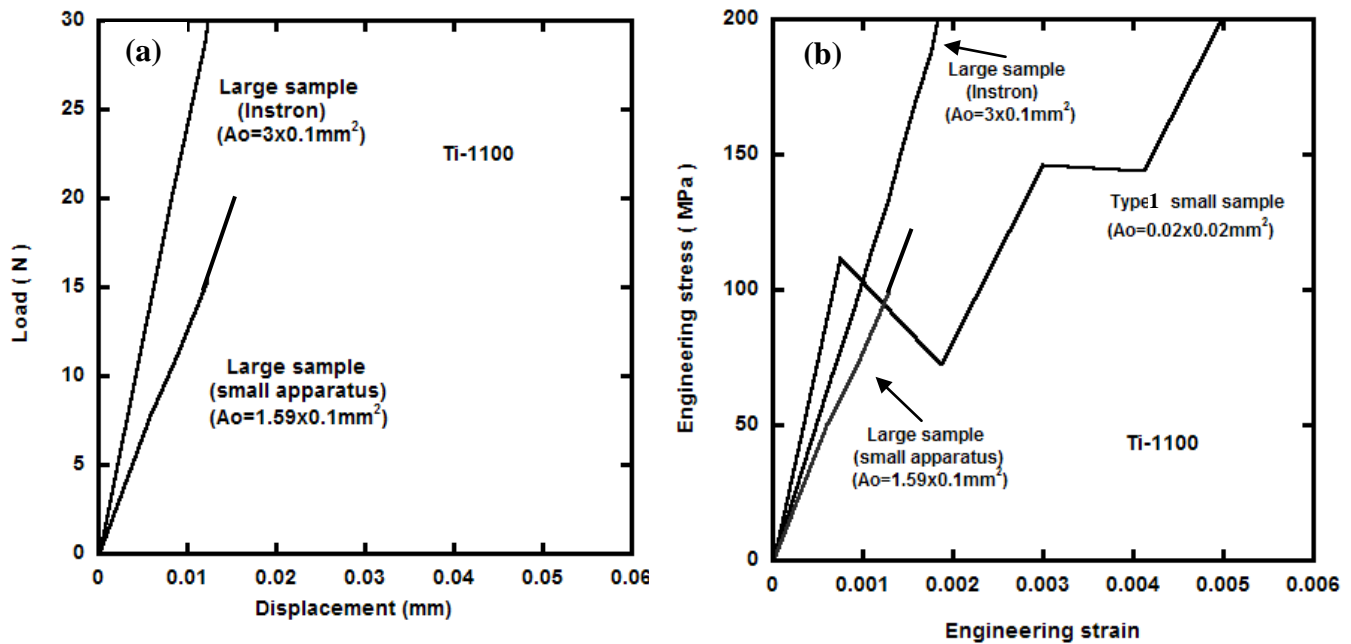 (a)
30
25
20
15
10
5
0
Load ( N )
Large sample
(Instron)
(Ao=3x0.1mm²)
Ti-1100
Large sample
(small apparatus)
(Ao=1.59x0.1mm²)
0 0.01 0.02 0.03 0.04 0.05 0.06
Displacement (mm)
(b)
200
150
100
50
0
Engineering stress ( MPa)
Large sample
(Instron)
(Ao=3x0.1mm²)
Type1 small sample
(Ao=0.02x0.02mm²)
Large sample
(small apparatus)
(Ao=1.59x0.1mm²)
Ti-1100
0 0.001 0.002 0.003 0.004 0.005 0.006
Engineering strain